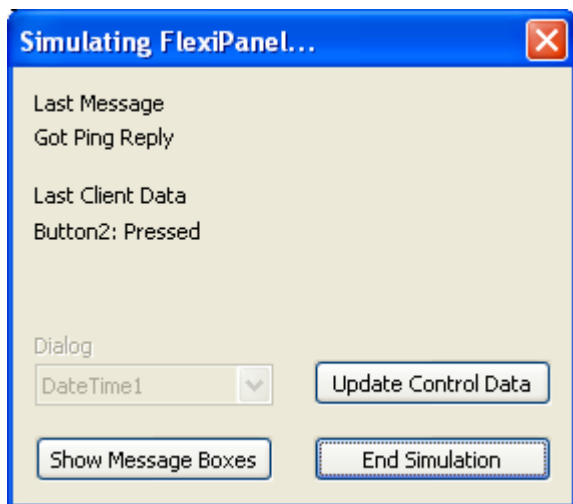 Simulating FlexiPanel...
Last Message
Got Ping Reply
Last Client Data
Button2: Pressed
Dialog
DateTime1
Update Control Data
Show Message Boxes
End Simulation